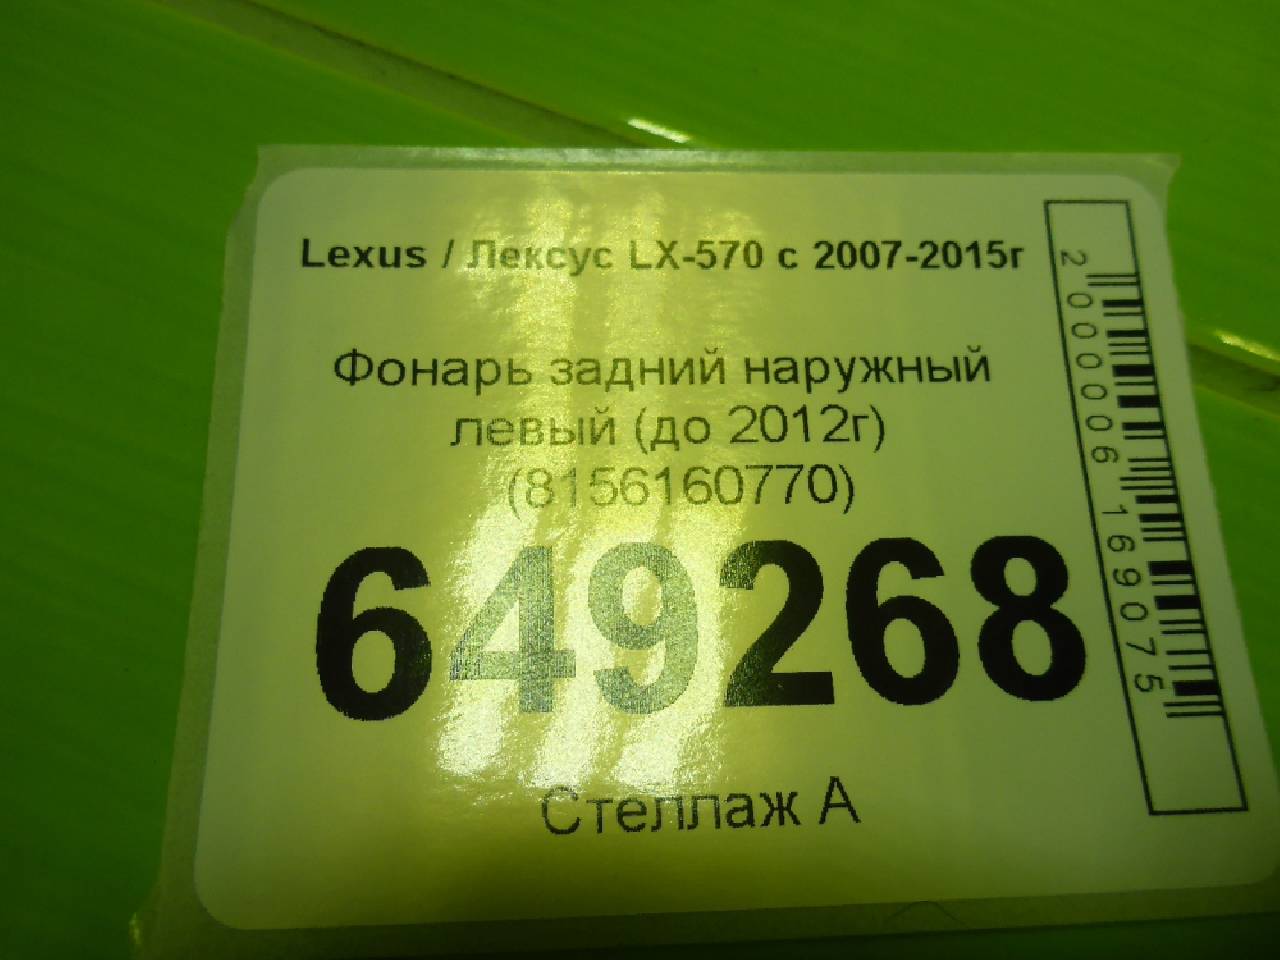 Lexus / Лексус LX-570 с 2007-2015г
Фонарь задний наружный
левый (до 2012г)
(8156160770)
649268
Стеллаж А
2000006169075